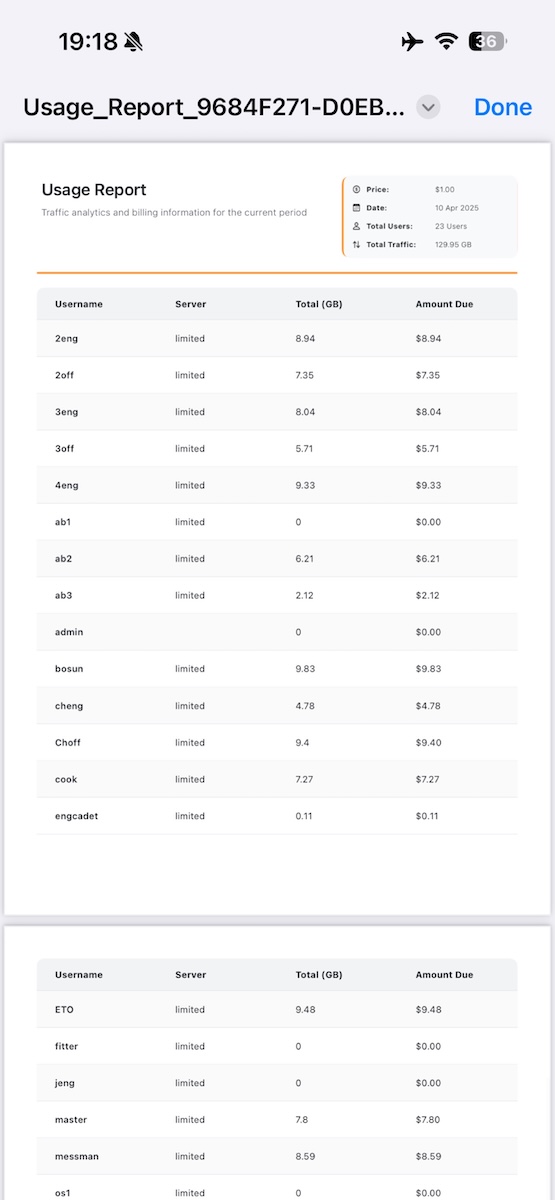 19:18 36
Usage_Report_9684F271-D0EB... Done
Usage Report
Traffic analytics and billing information for the current period
Price: $1.00
Date: 10 Apr 2025
Total Users: 23 Users
Total Traffic: 129.95 GB
Username Server Total (GB) Amount Due
2eng limited 8.94 $8.94
2off limited 7.35 $7.35
3eng limited 8.04 $8.04
3off limited 5.71 $5.71
4eng limited 9.33 $9.33
ab1 limited 0 $0.00
ab2 limited 6.21 $6.21
ab3 limited 2.12 $2.12
admin 0 $0.00
bosun limited 9.83 $9.83
cheng limited 4.78 $4.78
Choff limited 9.4 $9.40
cook limited 7.27 $7.27
engcadet limited 0.11 $0.11
Username Server Total (GB) Amount Due
ETO limited 9.48 $9.48
fitter limited 0 $0.00
jeng limited 0 $0.00
master limited 7.8 $7.80
messman limited 8.59 $8.59
os1 limited 0 $0.00